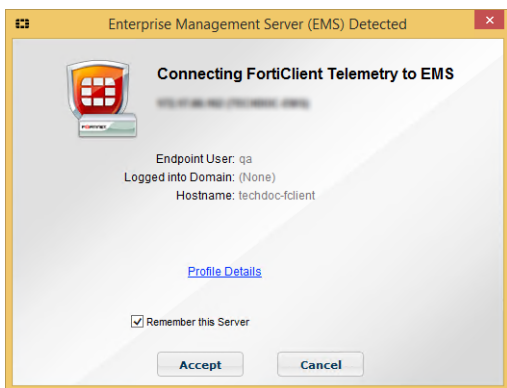 Enterprise Management Server (EMS) Detected
Connecting FortiClient Telemetry to EMS
FORTINET
Endpoint User: qa
Logged into Domain: (None)
Hostname: techdoc-fclient
Profile Details
Remember this Server
Accept
Cancel